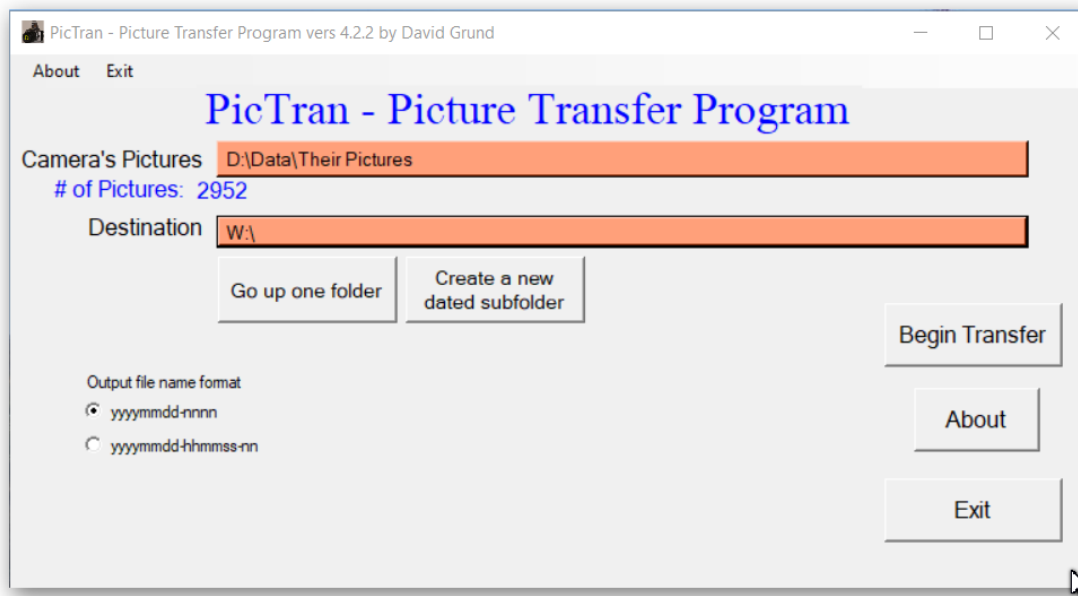 PicTran - Picture Transfer Program vers 4.2.2 by David Grund
About Exit
PicTran - Picture Transfer Program
Camera's Pictures D:\Data\Their Pictures
# of Pictures: 2952
Destination W:\
Go up one folder
Create a new
dated subfolder
Begin Transfer
Output file name format
yyyymmdd-nnnn
About
yyyymmdd-hhmmss-nn
Exit